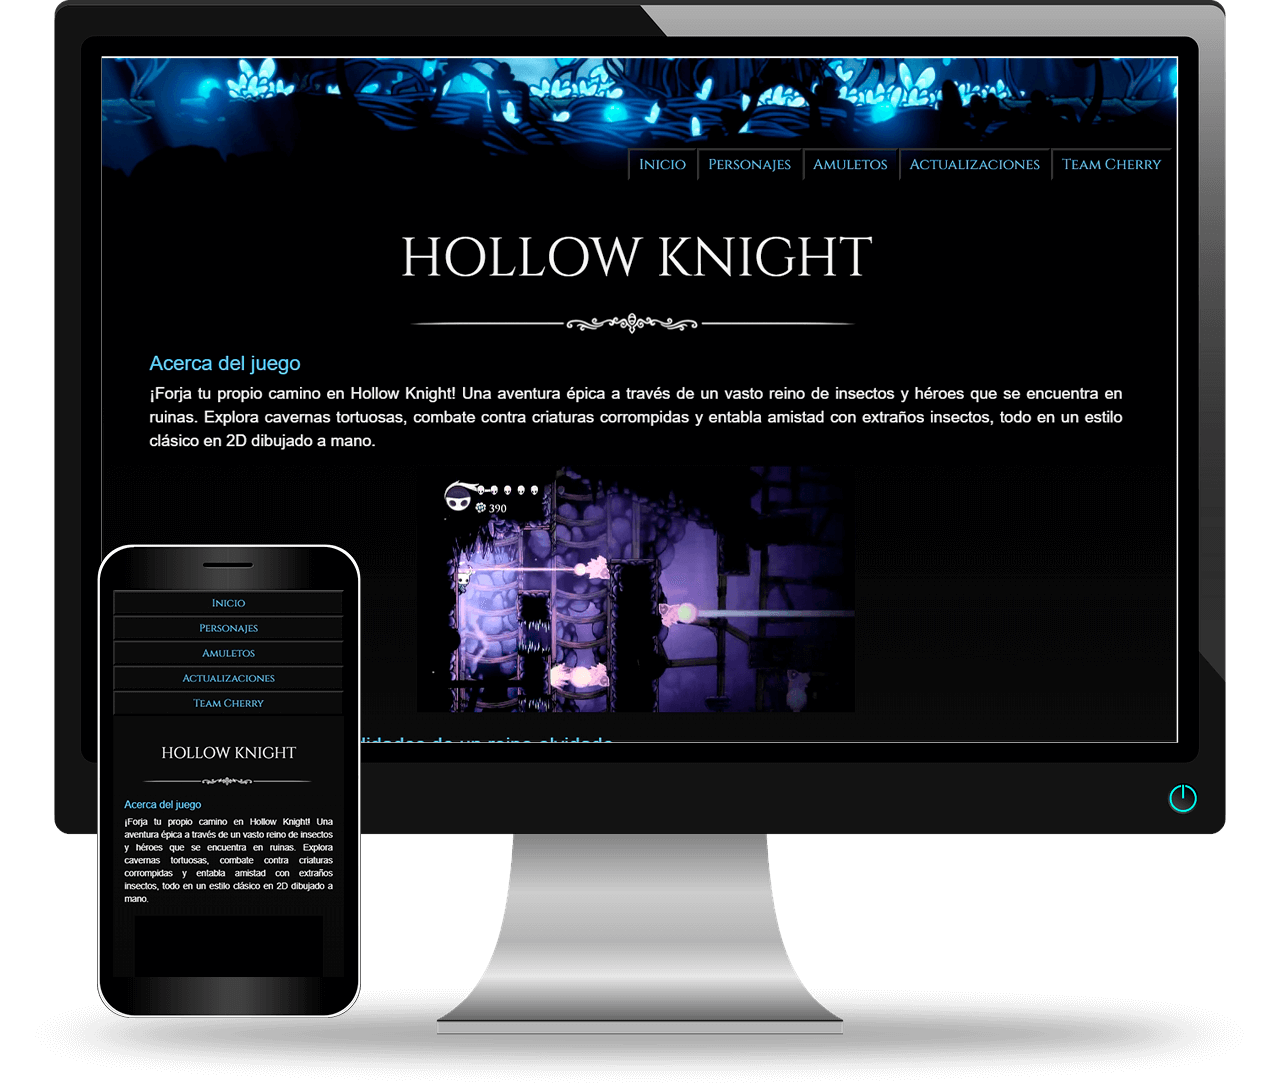 INICIO
PERSONAJES
AMULETOS
ACTUALIZACIONES
TEAM CHERRY
HOLLOW KNIGHT
Acerca del juego
¡Forja tu propio camino en Hollow Knight! Una aventura épica a través de un vasto reino de insectos y héroes que se encuentra en
ruinas. Explora cavernas tortuosas, combate contra criaturas corrompidas y entabla amistad con extraños insectos, todo en un estilo
clásico en 2D dibujado a mano.
390
de un reino olvidado
INICIO
PERSONAJES
AMULETOS
ACTUALIZACIONES
TEAM CHERRY
HOLLOW KNIGHT
Acerca del juego
¡Forja tu propio camino en Hollow Knight! Una
aventura épica a través de un vasto reino de insectos
y héroes que se encuentra en ruinas. Explora
cavernas tortuosas, combate contra criaturas
corrompidas y entabla amistad con extraños
insectos, todo en un estilo clásico en 2D dibujado a
mano.